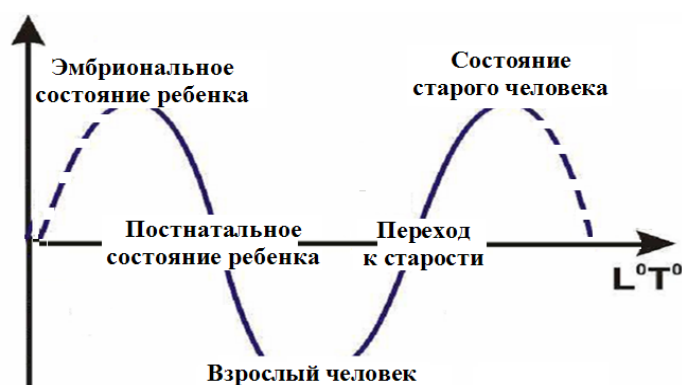 Эмбриональное
состояние ребенка
Состояние
старого человека
Постнатальное
состояние ребенка
Переход
к старости
L⁰T⁰
Взрослый человек